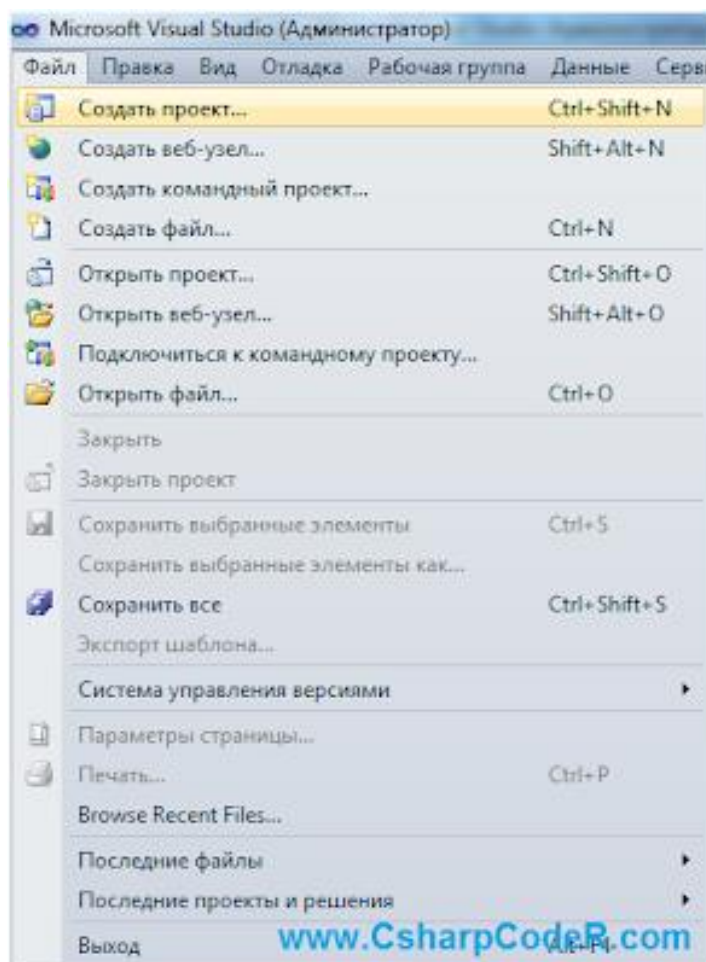 Microsoft Visual Studio (Администратор)
Файл Правка Вид Отладка Рабочая группа Данные Серв
Создать проект... Ctrl+Shift+N
Создать веб-узел... Shift+Alt+N
Создать командный проект...
Создать файл... Ctrl+N
Открыть проект... Ctrl+Shift+O
Открыть веб-узел... Shift+Alt+O
Подключиться к командному проекту...
Открыть файл... Ctrl+O
Закрыть
Закрыть проект
Сохранить выбранные элементы Ctrl+S
Сохранить выбранные элементы как...
Сохранить все Ctrl+Shift+S
Экспорт шаблона...
Система управления версиями
Параметры страницы...
Печать... Ctrl+P
Browse Recent Files...
Последние файлы
Последние проекты и решения
Выход Alt+F4
www.CsharpCodeR.com